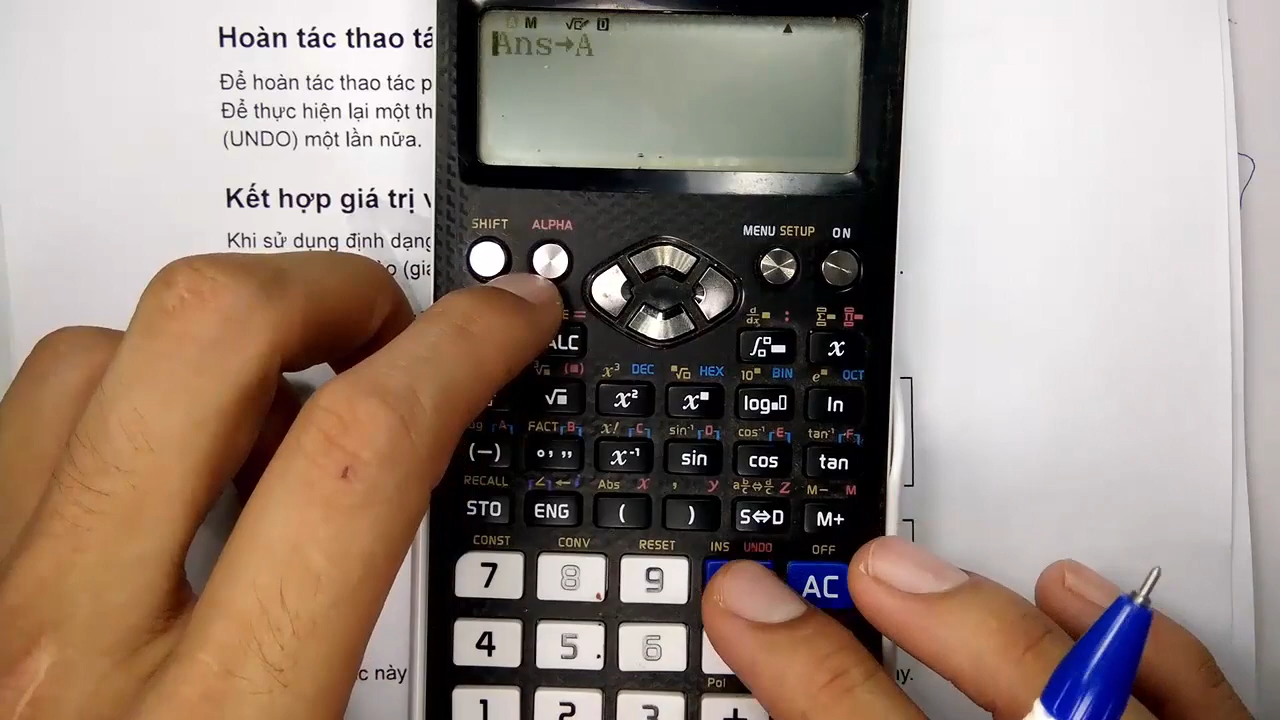 Hoàn tác thao
Để hoàn tác thao tác
Để thực hiện lại một
(UNDO) một lần nữa.
Kết hợp giá trị
Khi sử dụng định dạng
M √ D ▲
Ans→A
SHIFT ALPHA MENU SETUP ON
x
x³ DEC HEX 10 BIN e OCT
x² log ln
A FACT B x! C sin⁻¹ D cos⁻¹ E tan⁻¹ F
(−) x⁻¹ sin cos tan
RECALL ∠ ← i Abs x , y a b/c⇔d/c Z M− M
STO ENG ( ) S⇔D M+
CONST CONV RESET INS UNDO OFF
7 8 9 AC
4 5 6
Pol
1 2 3 +
này